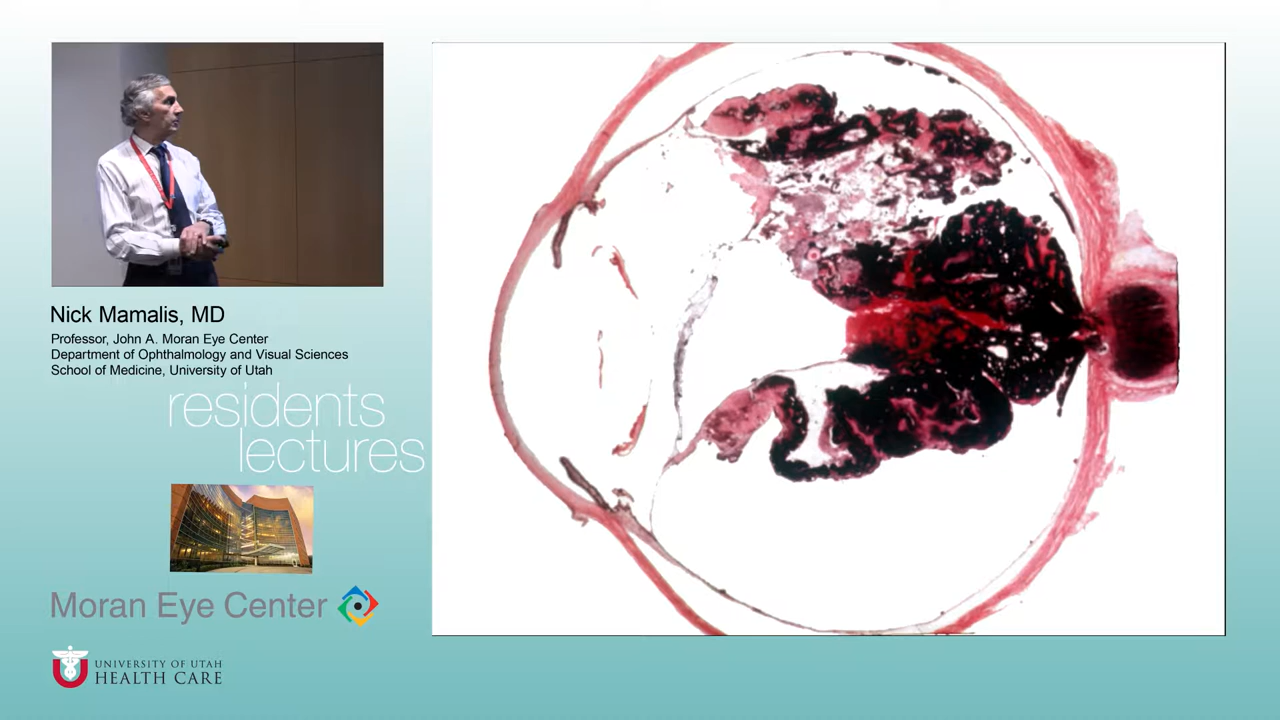 Nick Mamalis, MD
Professor, John A. Moran Eye Center
Department of Ophthalmology and Visual Sciences
School of Medicine, University of Utah
residents
lectures
Moran Eye Center
UNIVERSITY OF UTAH
HEALTH CARE